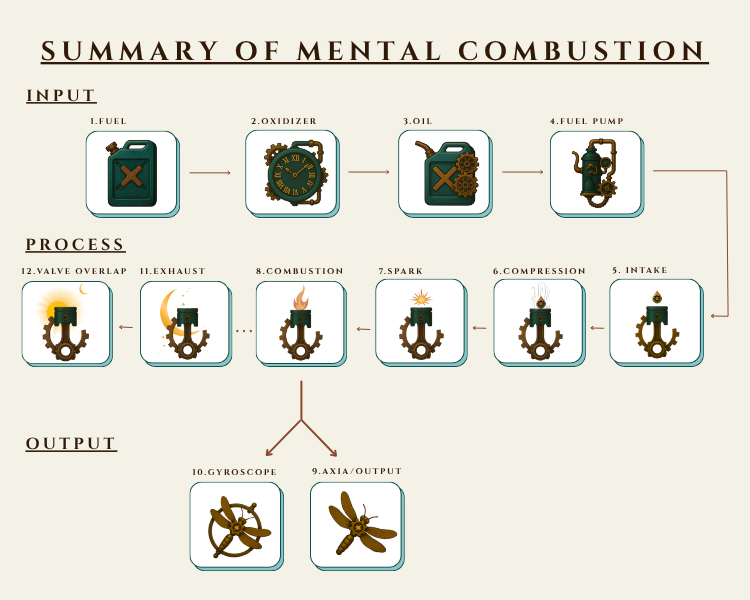 SUMMARY OF MENTAL COMBUSTION
INPUT
1.FUEL
2.OXIDIZER
3.OIL
4.FUEL PUMP
PROCESS
12.VALVE OVERLAP
11.EXHAUST
8.COMBUSTION
7.SPARK
6.COMPRESSION
5. INTAKE
OUTPUT
10.GYROSCOPE
9.AXIA/OUTPUT